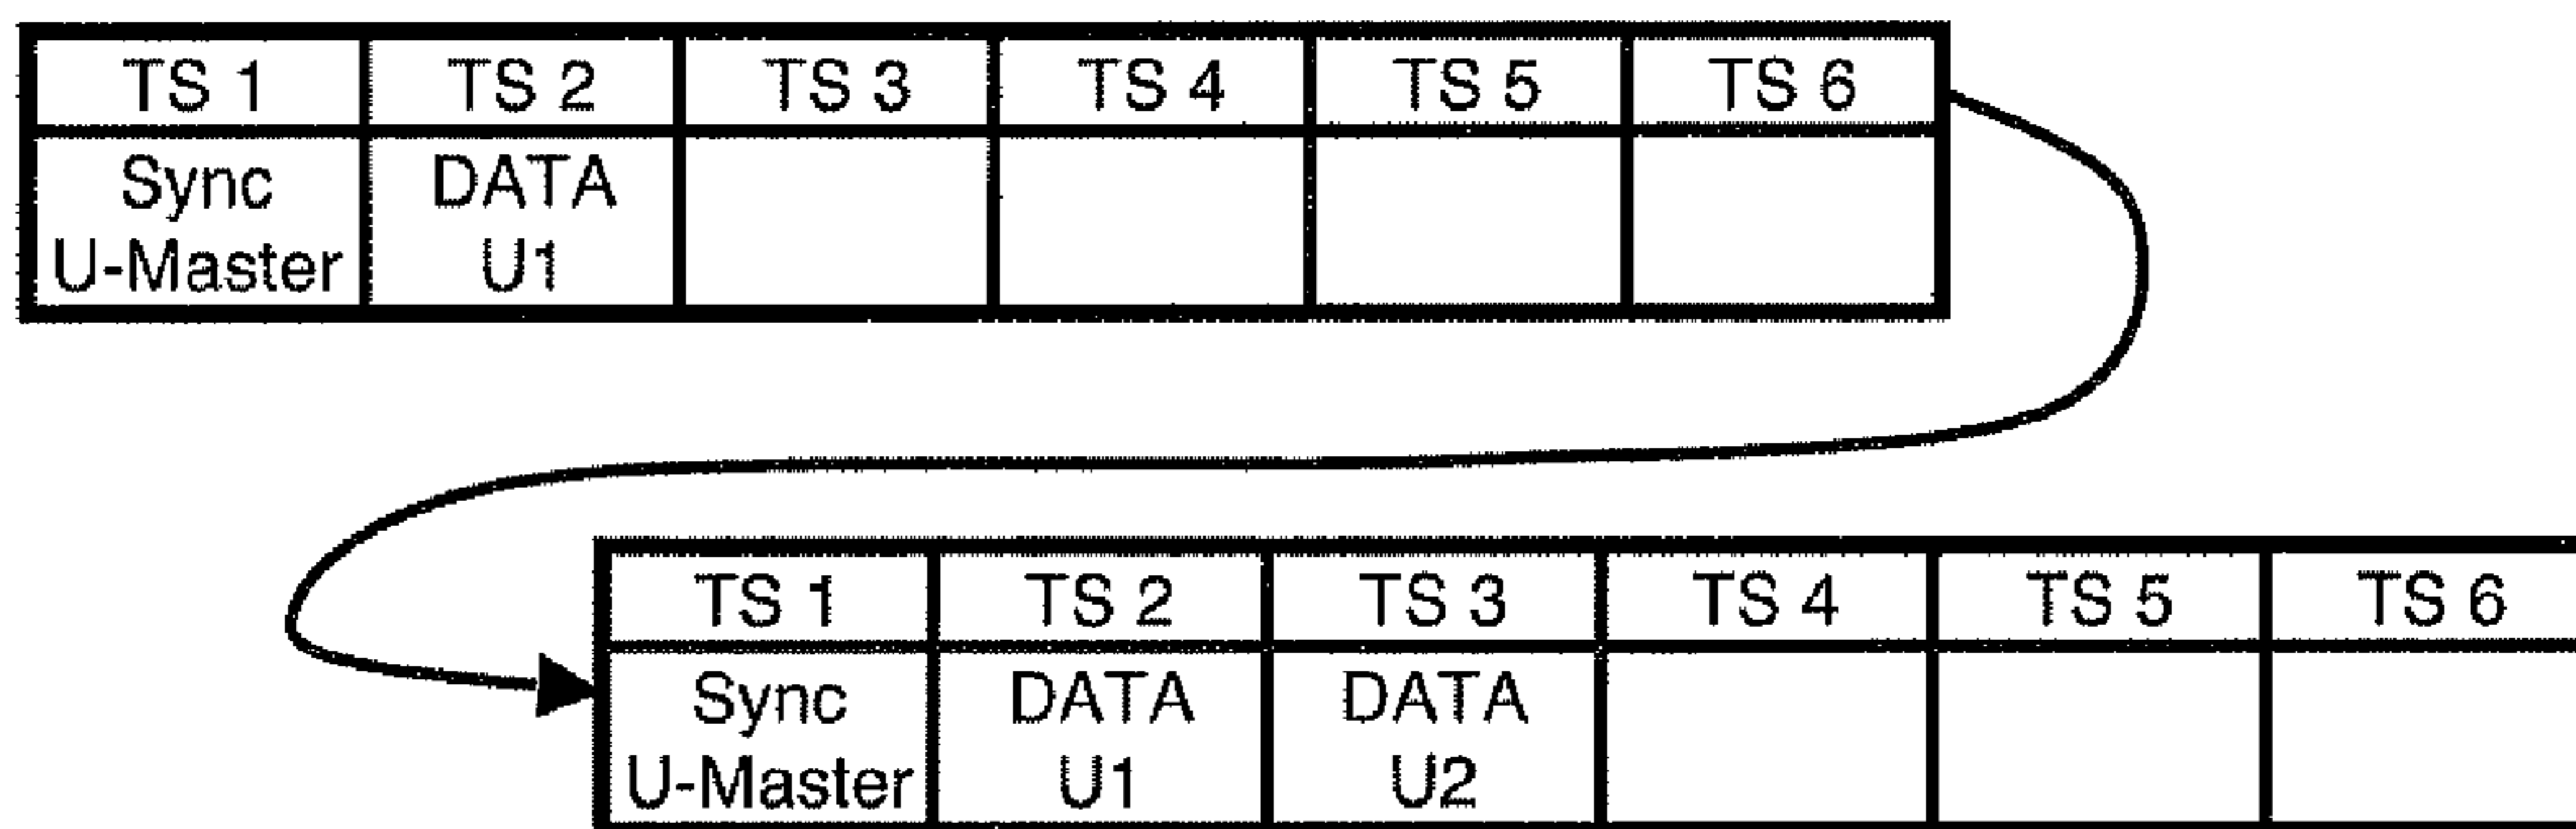 TS 1 TS 2 TS 3 TS 4 TS 5 TS 6
Sync DATA
U-Master U1
TS 1 TS 2 TS 3 TS 4 TS 5 TS 6
Sync DATA DATA
U-Master U1 U2